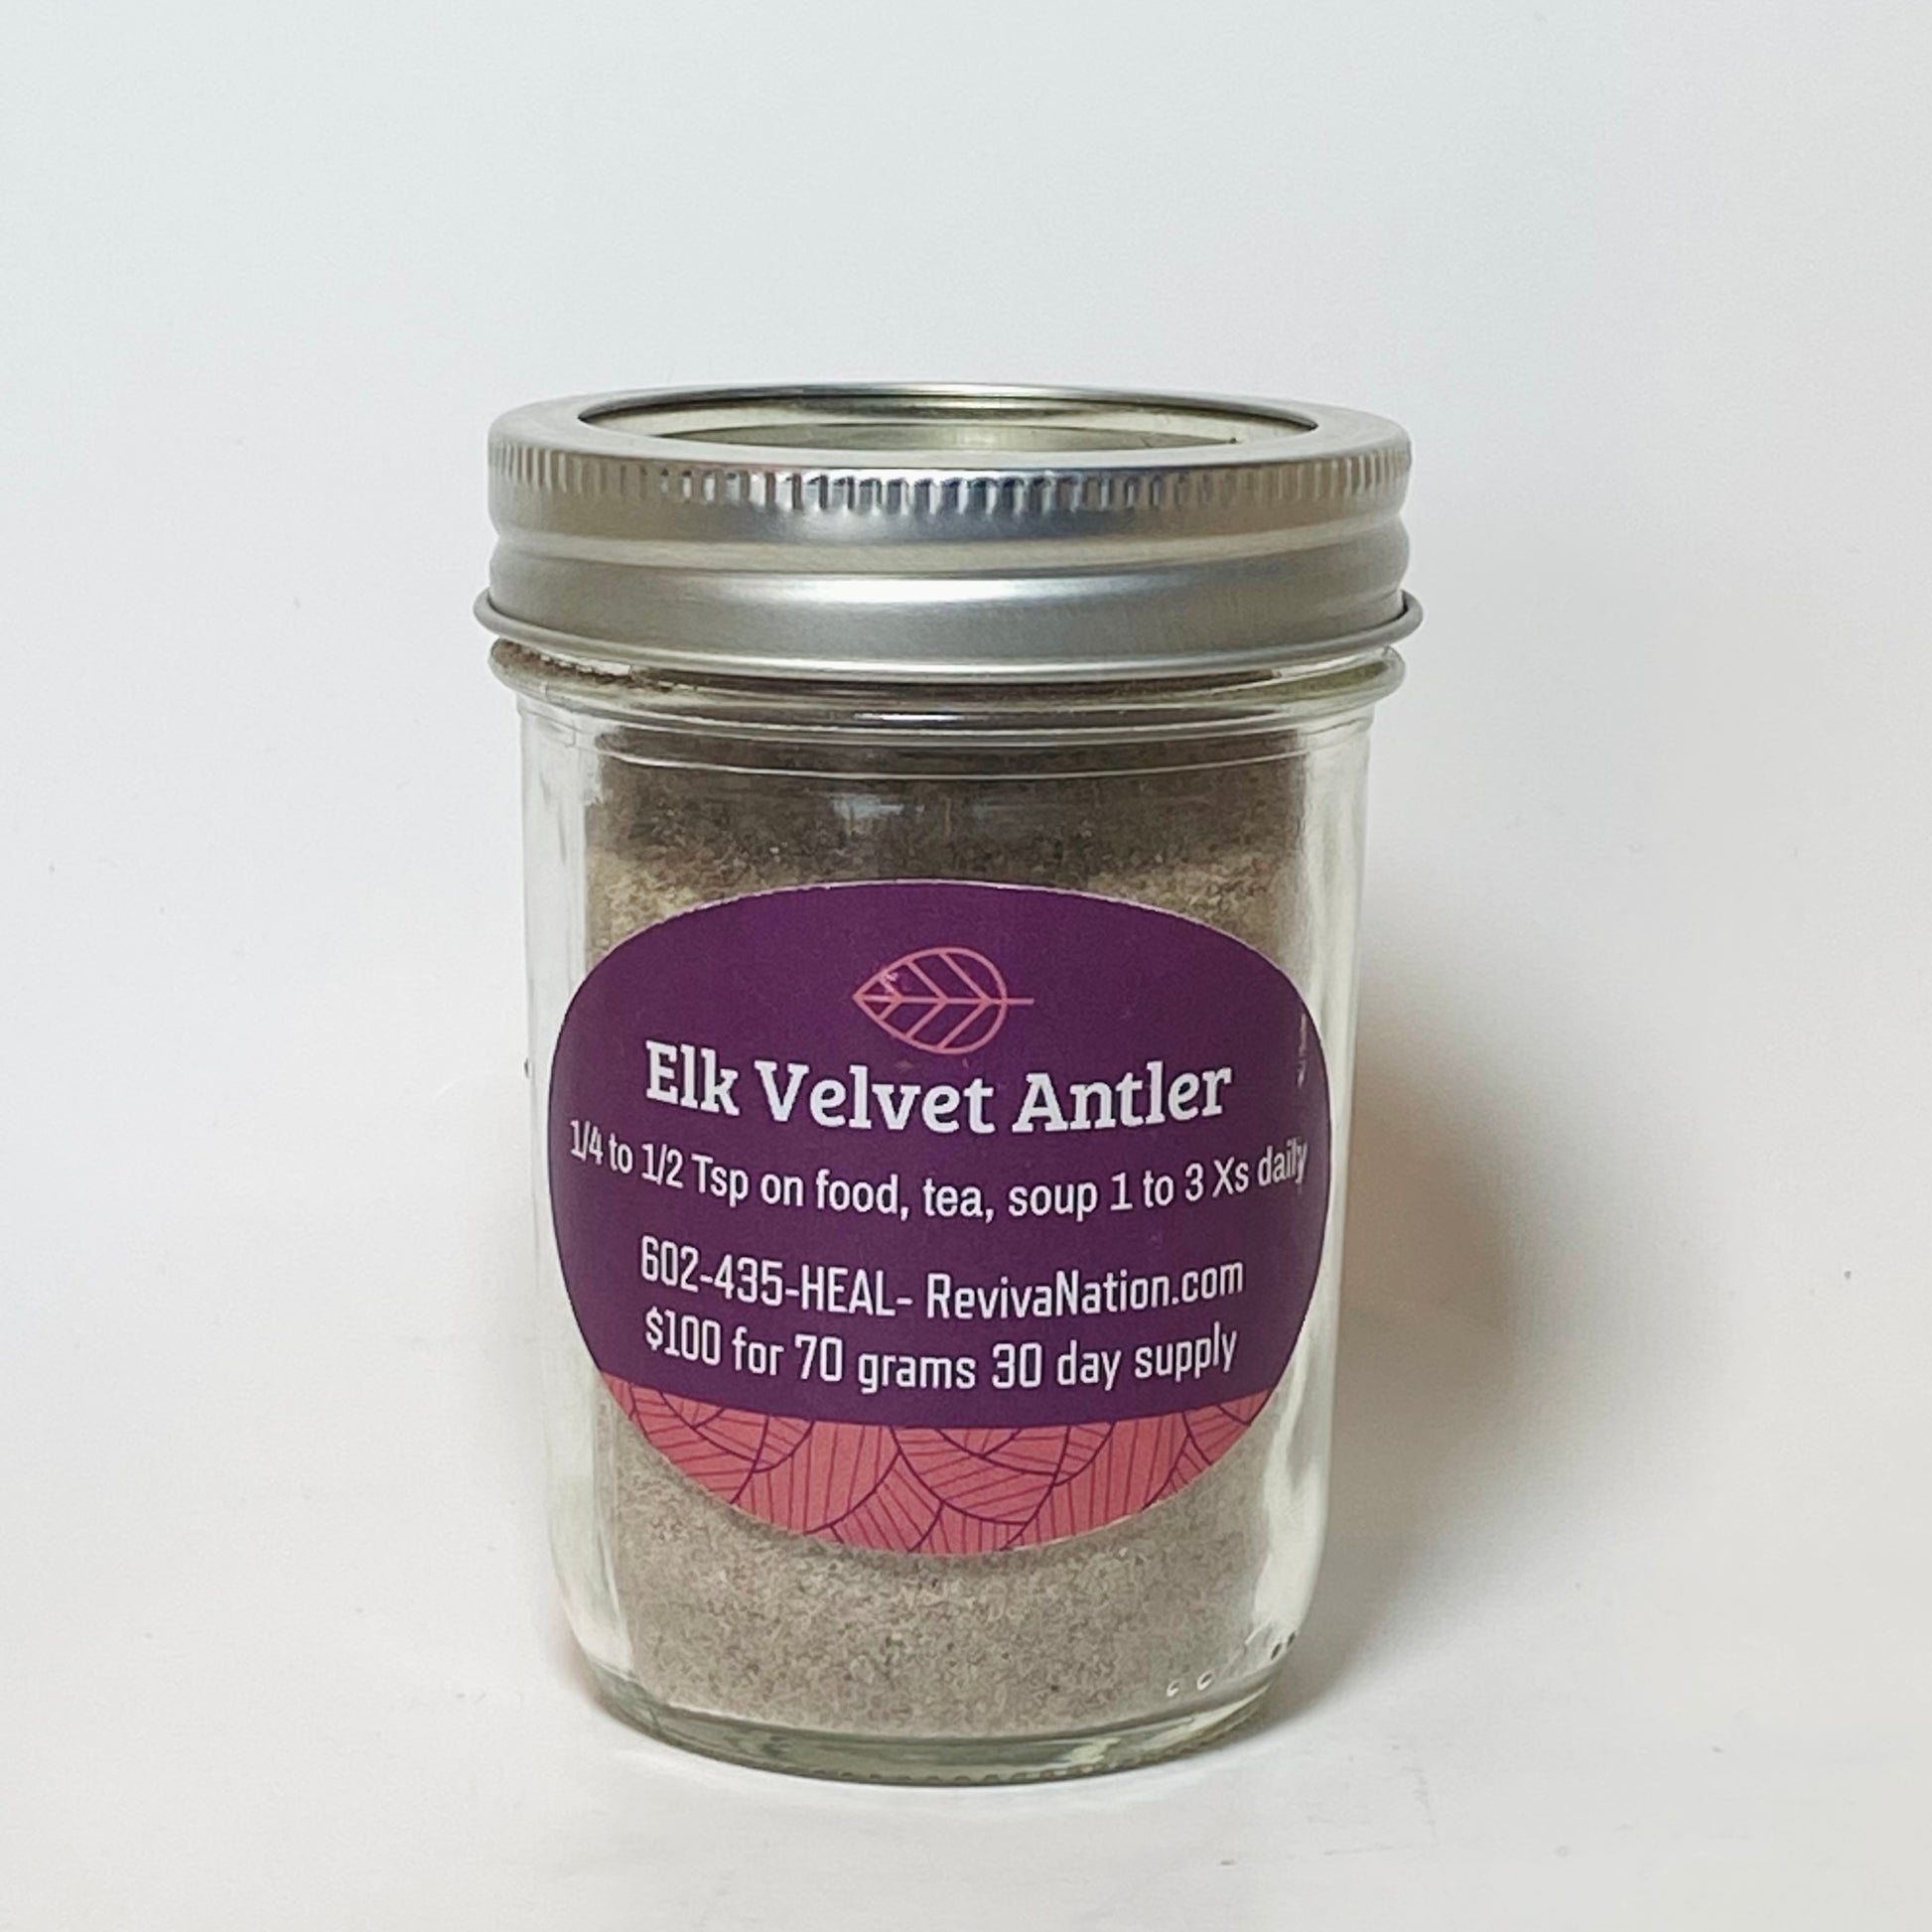 Elk Velvet Antler
1/4 to 1/2 Tsp on food, tea, soup 1 to 3 Xs daily
602-435-HEAL- RevivaNation.com
$100 for 70 grams 30 day supply